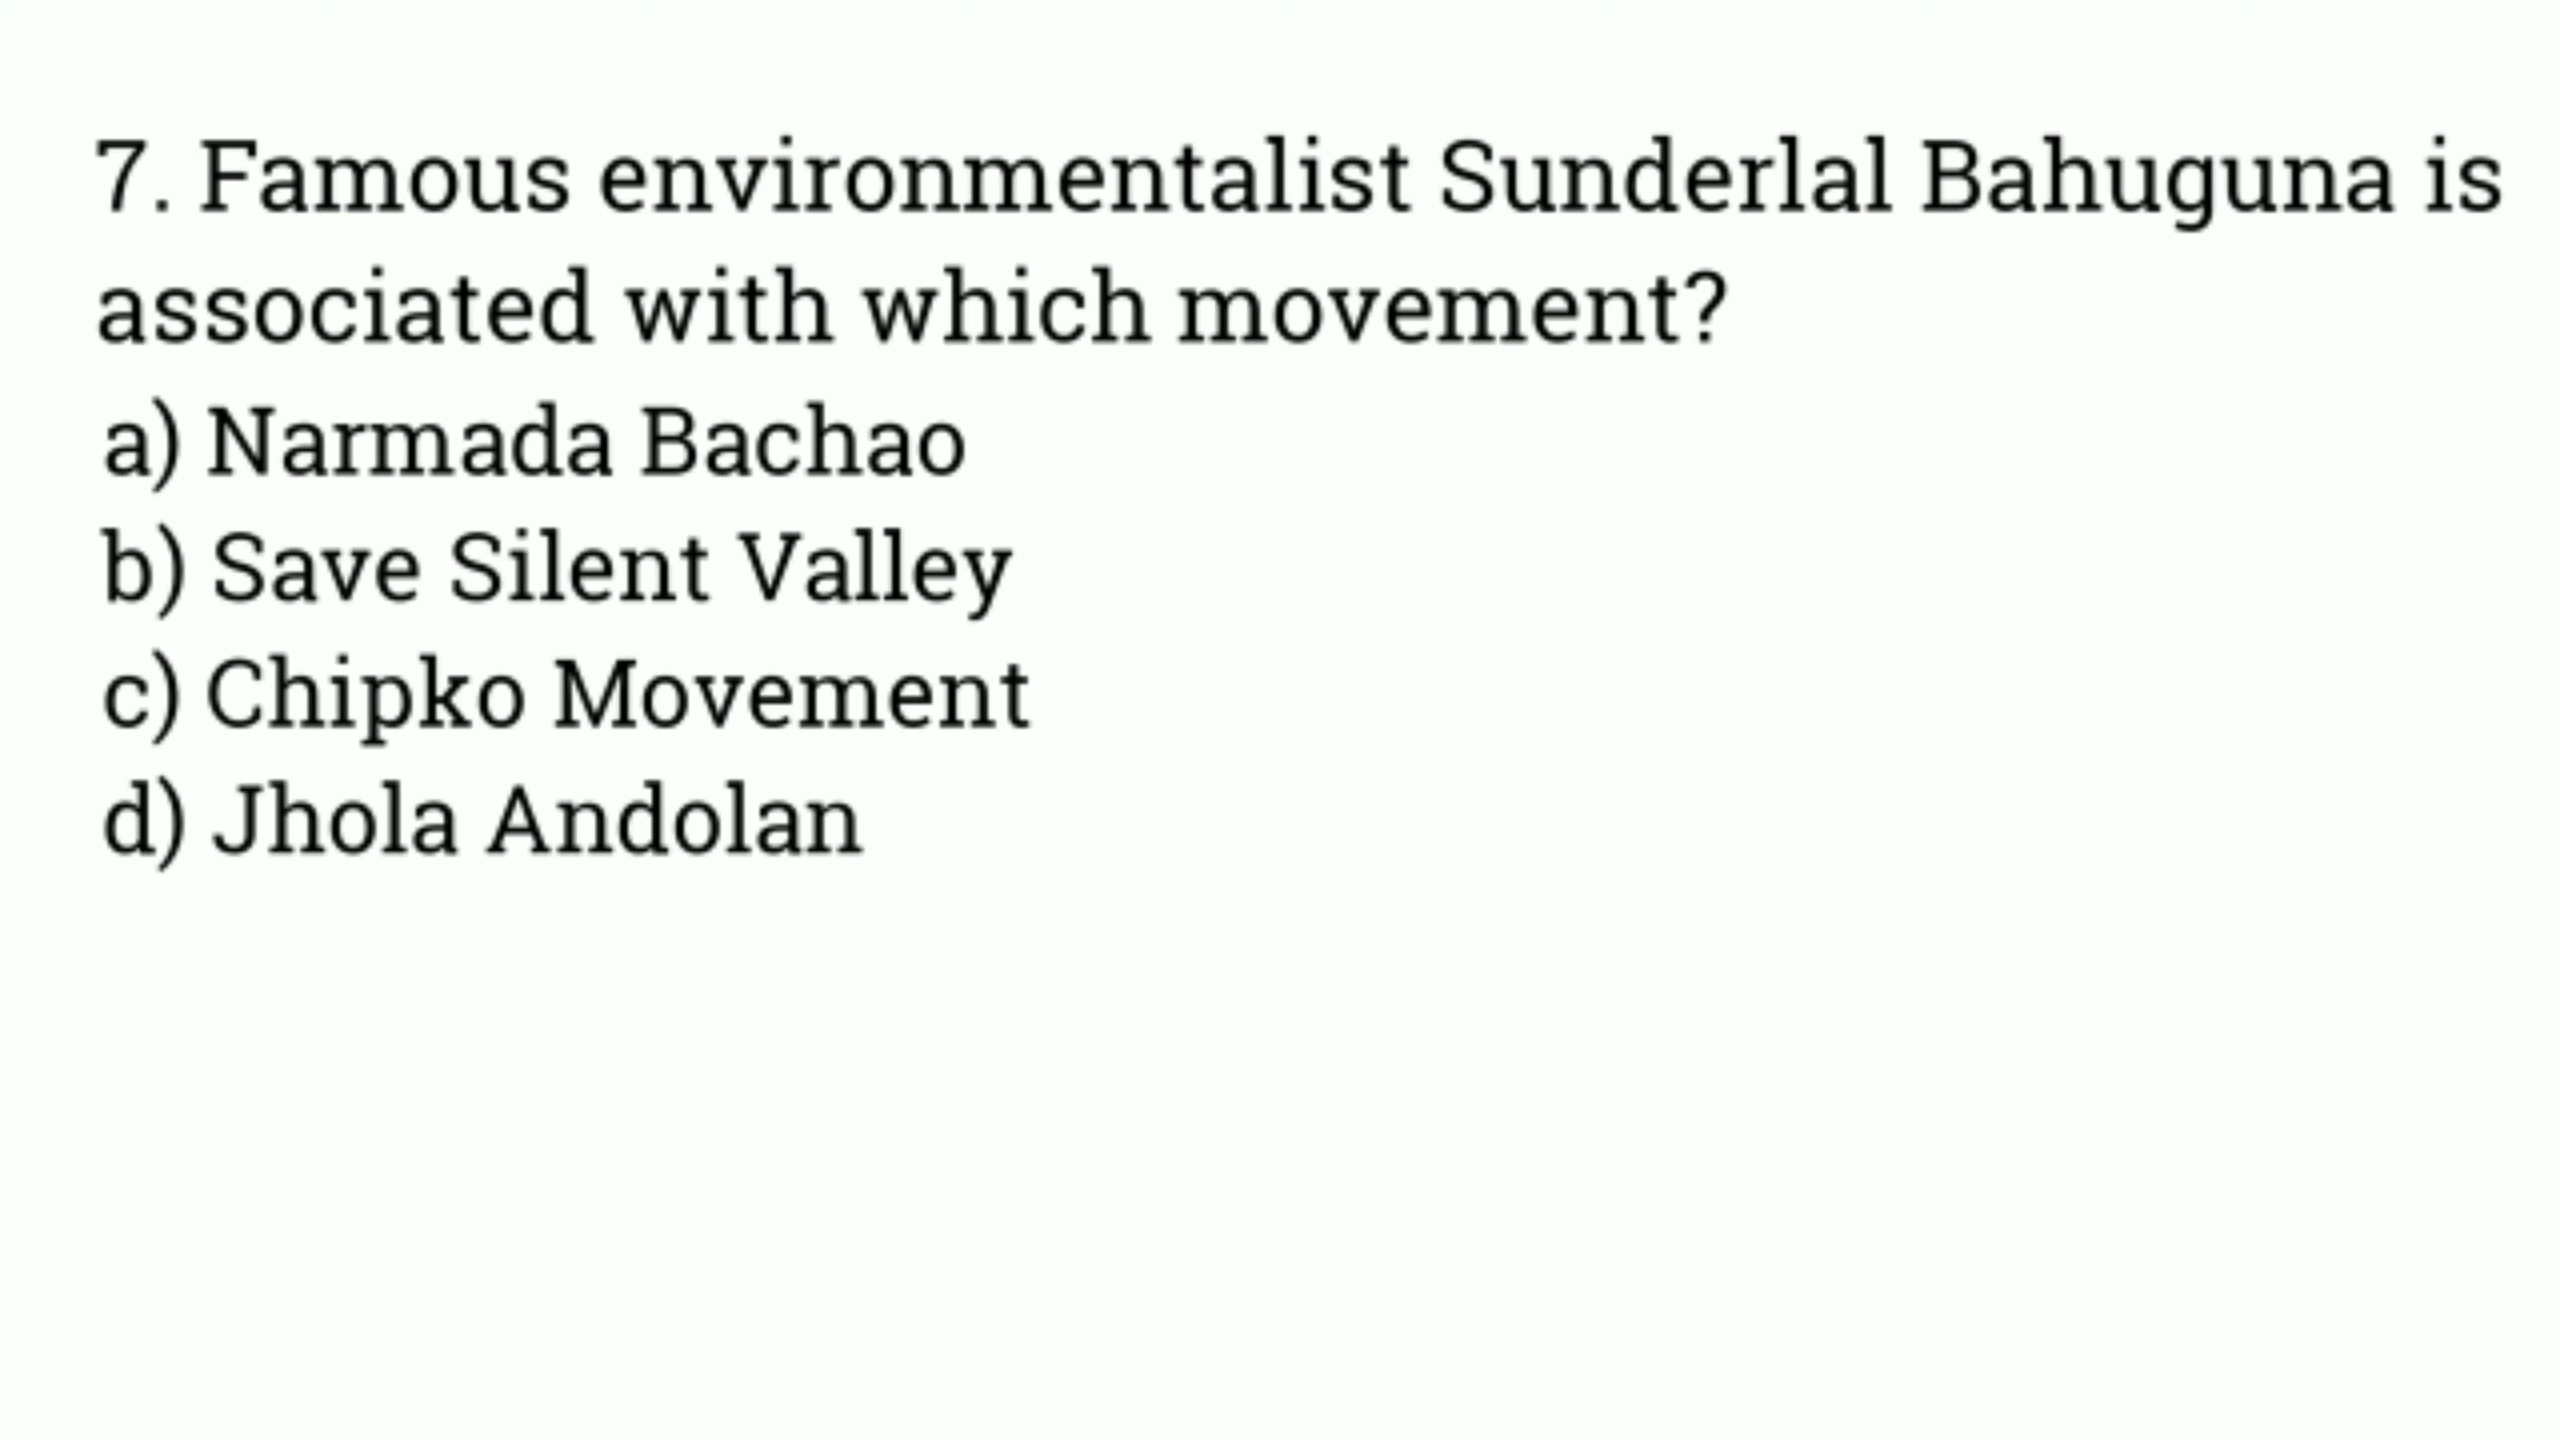 7. Famous environmentalist Sunderlal Bahuguna is
associated with which movement?
a) Narmada Bachao
b) Save Silent Valley
c) Chipko Movement
d) Jhola Andolan